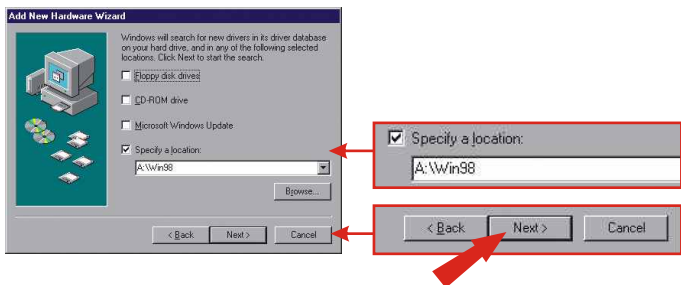 Add New Hardware Wizard
Windows will search for new drivers in its driver database
on your hard drive, and in any of the following selected
locations. Click Next to start the search.
Floppy disk drives
CD-ROM drive
Microsoft Windows Update
Specify a location:
A:\Win98
Browse...
< Back
Next >
Cancel
Specify a location:
A:\Win98
< Back
Next >
Cancel